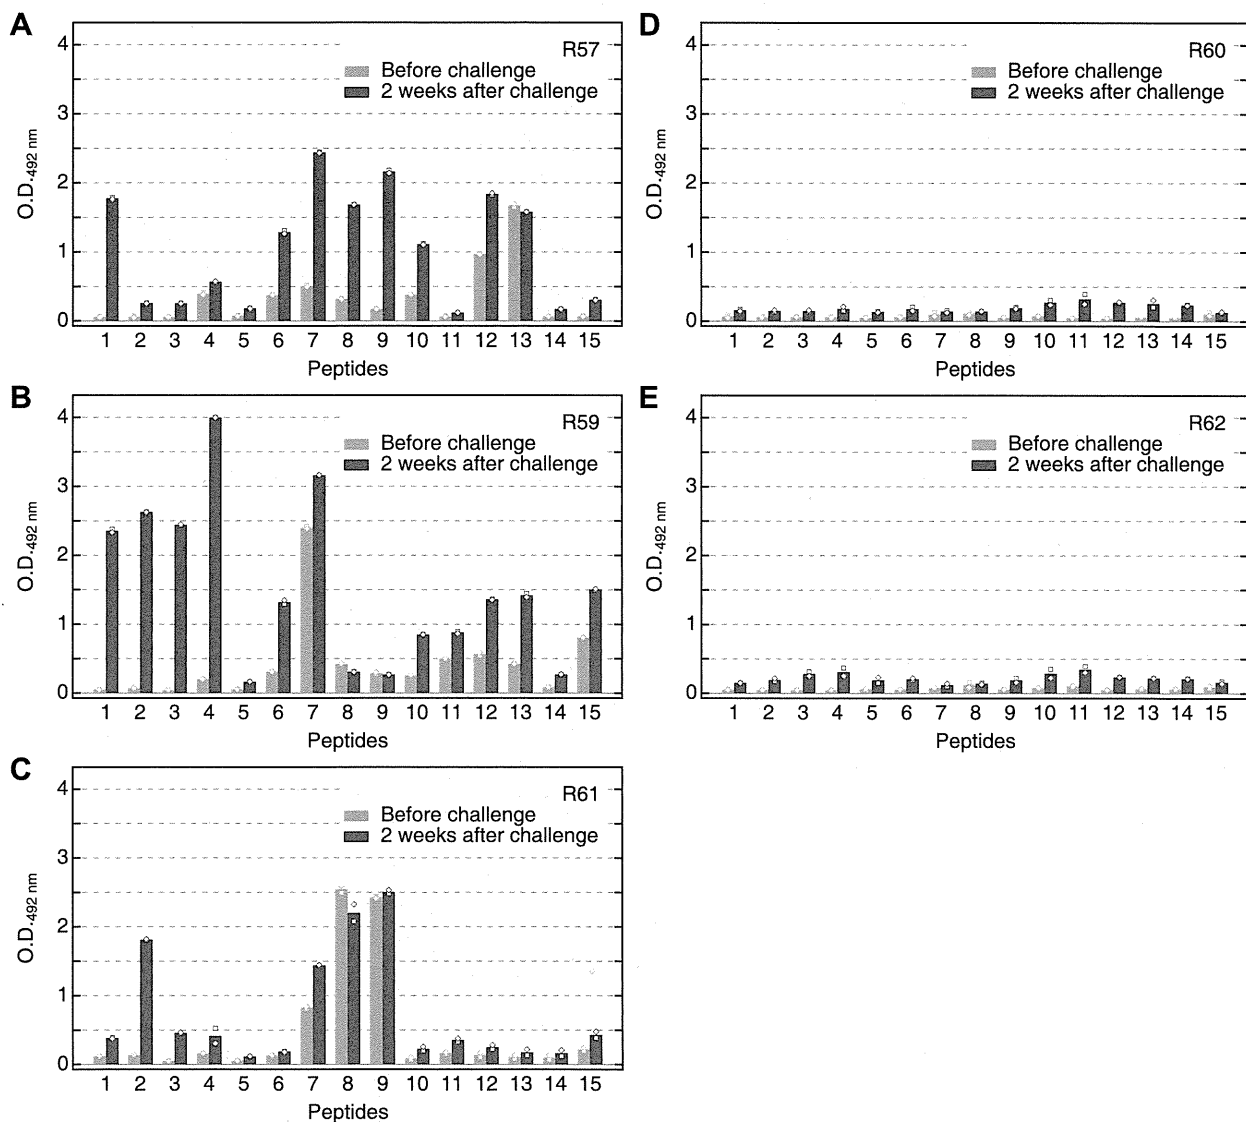 A
R57
Before challenge
2 weeks after challenge
4
3
2
1
0
O.D.492 nm
1 2 3 4 5 6 7 8 9 10 11 12 13 14 15
Peptides
D
R60
Before challenge
2 weeks after challenge
4
3
2
1
0
O.D.492 nm
1 2 3 4 5 6 7 8 9 10 11 12 13 14 15
Peptides
B
R59
Before challenge
2 weeks after challenge
4
3
2
1
0
O.D.492 nm
1 2 3 4 5 6 7 8 9 10 11 12 13 14 15
Peptides
E
R62
Before challenge
2 weeks after challenge
4
3
2
1
0
O.D.492 nm
1 2 3 4 5 6 7 8 9 10 11 12 13 14 15
Peptides
C
R61
Before challenge
2 weeks after challenge
4
3
2
1
0
O.D.492 nm
1 2 3 4 5 6 7 8 9 10 11 12 13 14 15
Peptides